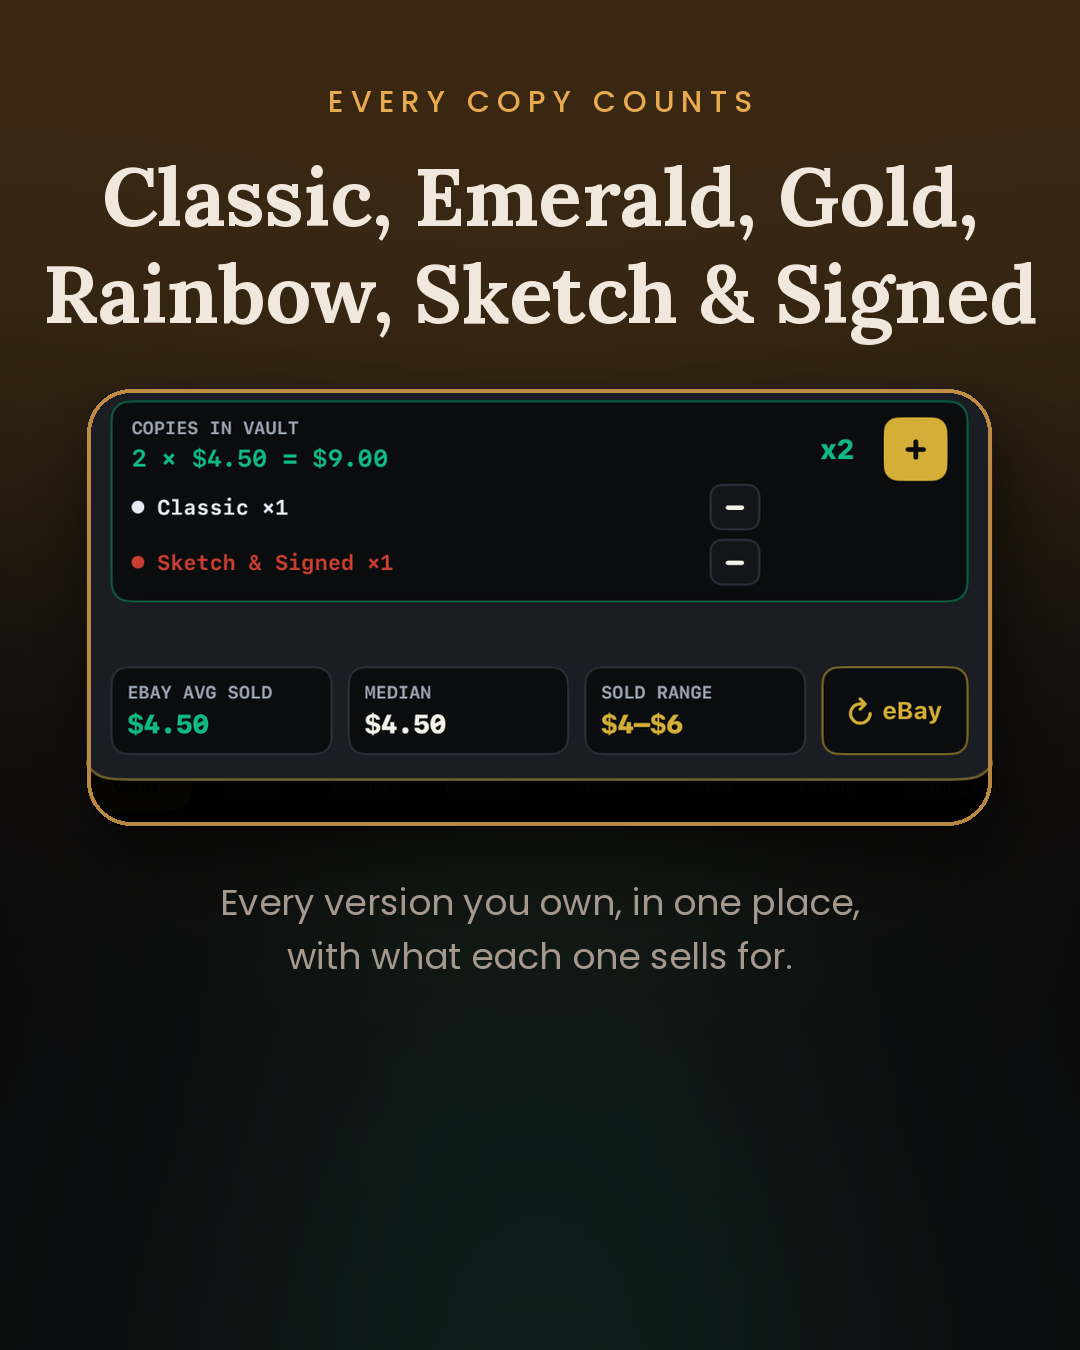 EVERY COPY COUNTS
Classic, Emerald, Gold,
Rainbow, Sketch & Signed
COPIES IN VAULT
2 × $4.50 = $9.00
x2
+
Classic ×1
−
Sketch & Signed ×1
−
EBAY AVG SOLD
$4.50
MEDIAN
$4.50
SOLD RANGE
$4–$6
eBay
Vault
Every version you own, in one place,
with what each one sells for.